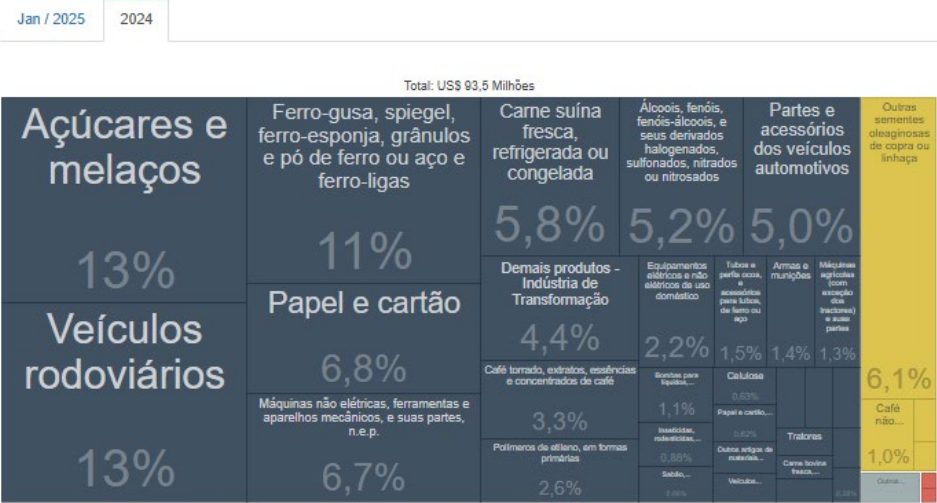 Jan / 2025
2024
Total: US$ 93,5 Milhões
Açúcares e
melaços
13%
Veículos
rodoviários
13%
Ferro-gusa, spiegel,
ferro-esponja, grânulos
e pó de ferro ou aço e
ferro-ligas
11%
Papel e cartão
6,8%
Máquinas não elétricas, ferramentas e
aparelhos mecânicos, e suas partes,
n.e.p.
6,7%
Carne suína
fresca,
refrigerada ou
congelada
5,8%
Álcoois, fenóis,
fenóis-álcoois, e
seus derivados
halogenados,
sulfonados, nitrados
ou nitrosados
5,2%
Partes e
acessórios
dos veículos
automotivos
5,0%
Demais produtos -
Indústria de
Transformação
4,4%
Café torrado, extratos, essências
e concentrados de café
3,3%
Polímeros de etileno, em formas
primárias
2,6%
Equipamentos
elétricos e não
elétricos de uso
doméstico
2,2%
Tubos e
perfis ocos,
e
acessórios
para tubos,
de ferro ou
aço
1,5%
Armas e
munições
1,4%
Máquinas
agrícolas
(com
exceção
dos
tractores)
e suas
partes
1,3%
Bombas para
líquidos,...
1,1%
Inseticidas,
rodenticidas,...
0,88%
Sabão,...
Celulose
0,63%
Papel e cartão,...
0,62%
Outros artigos de
materiais...
Veículos...
Tratores
Carne bovina
fresca,...
Outras
sementes
oleaginosas
de copra ou
linhaça
6,1%
Café
não...
1,0%
Outros...